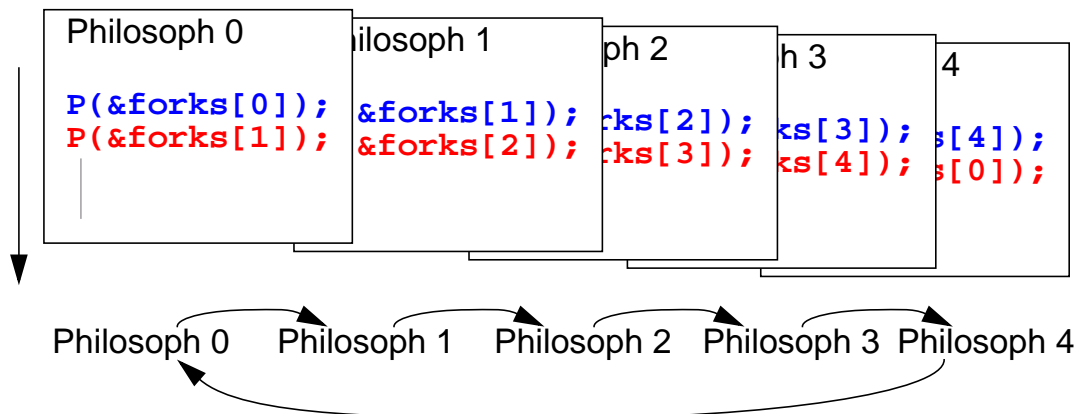 Philosoph 0
P(&forks[0]);
P(&forks[1]);
ilosoph 1
&forks[1]);
&forks[2]);
ph 2
rks[2]);
rks[3]);
h 3
ks[3]);
ks[4]);
4
s[4]);
s[0]);
Philosoph 0 Philosoph 1 Philosoph 2 Philosoph 3 Philosoph 4